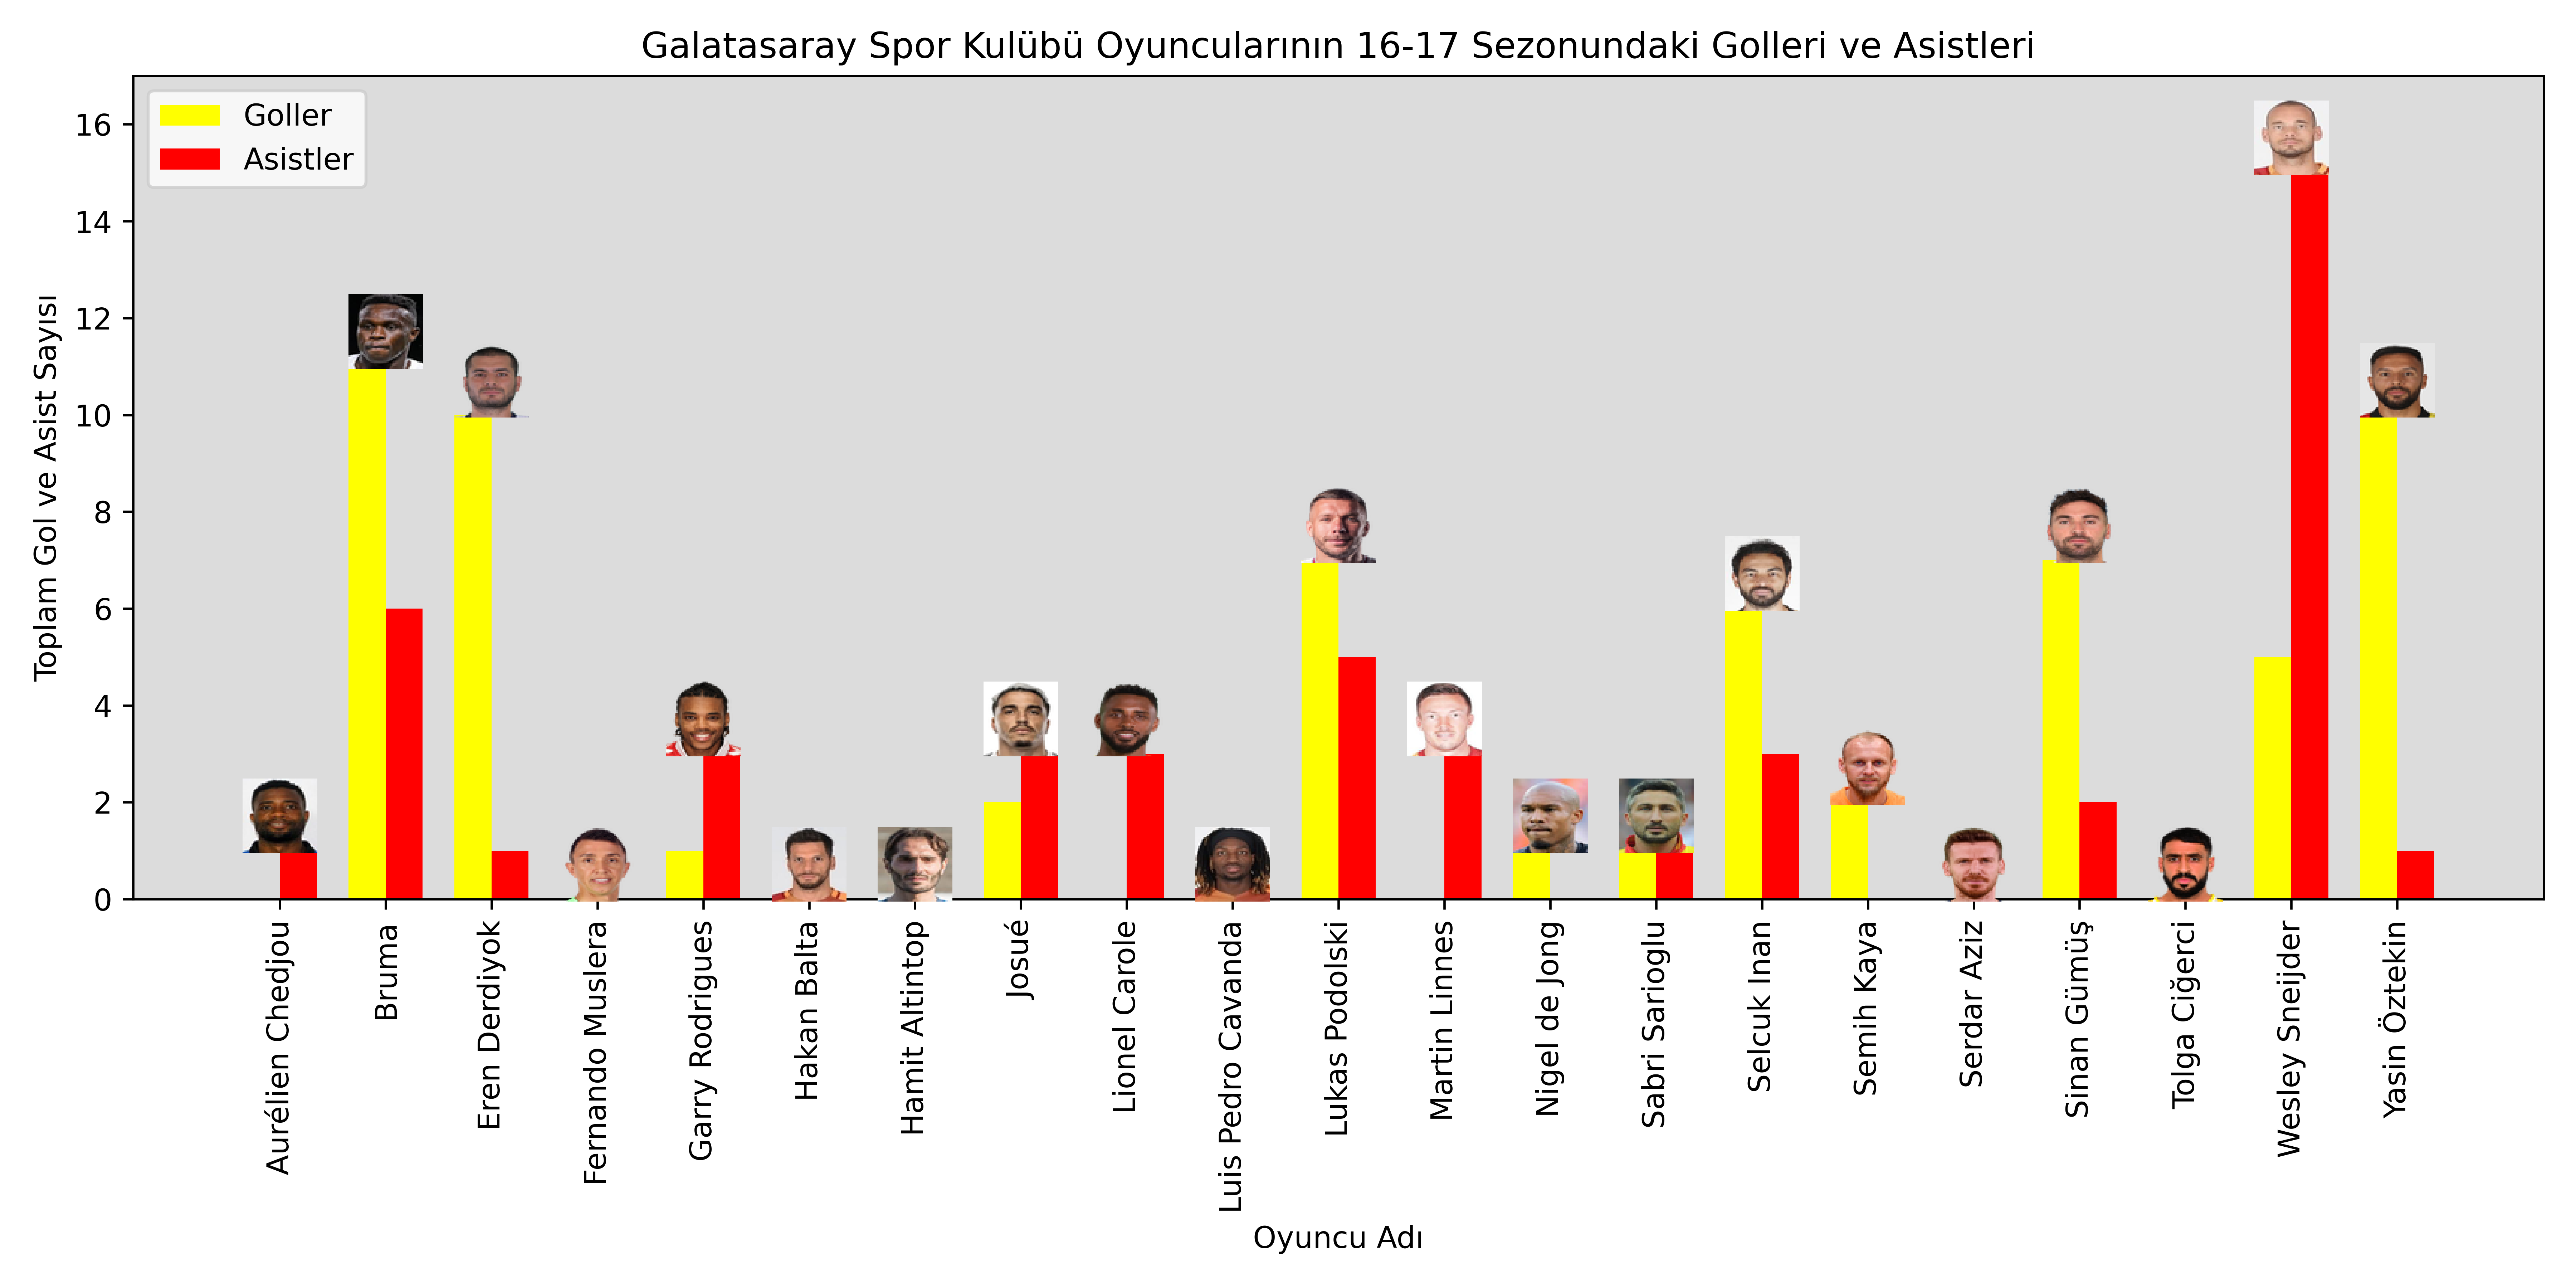 Galatasaray Spor Kulübü Oyuncularının 16-17 Sezonundaki Golleri ve Asistleri
Goller
Asistler
Toplam Gol ve Asist Sayısı
16
14
12
10
8
6
4
2
0
Aurélien Chedjou
Bruma
Eren Derdiyok
Fernando Muslera
Garry Rodrigues
Hakan Balta
Hamit Altintop
Josué
Lionel Carole
Luis Pedro Cavanda
Lukas Podolski
Martin Linnes
Nigel de Jong
Sabri Sarioglu
Selcuk Inan
Semih Kaya
Serdar Aziz
Sinan Gümüş
Tolga Ciğerci
Wesley Sneijder
Yasin Öztekin
Oyuncu Adı